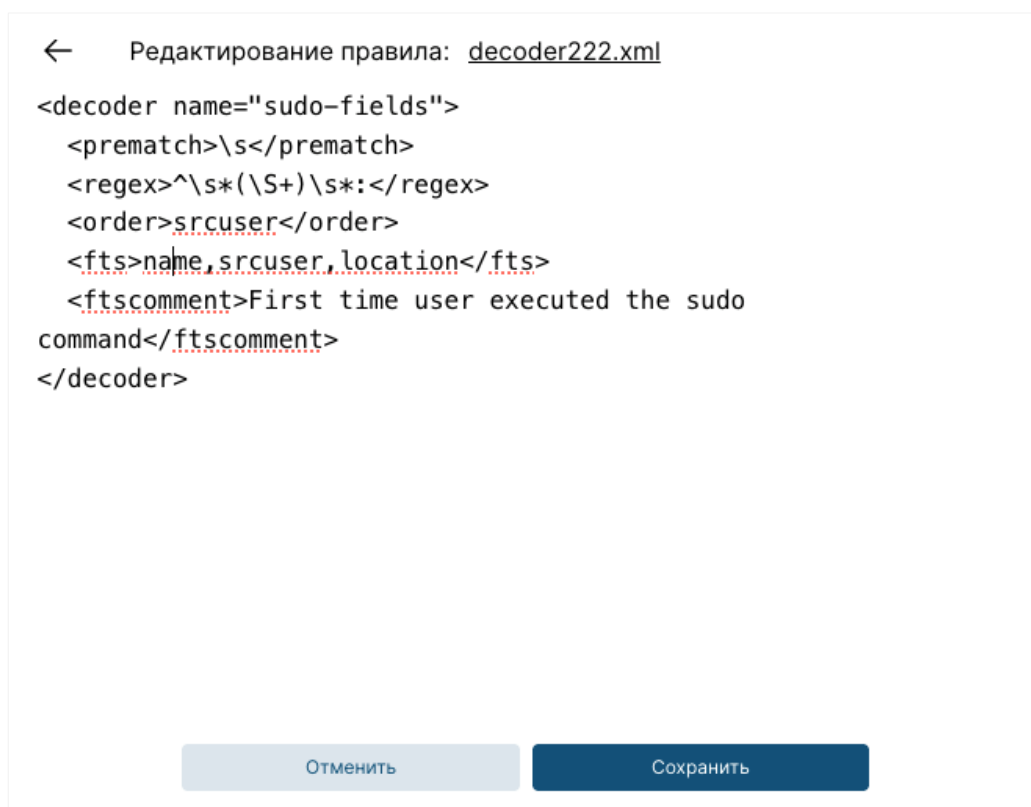 ← Редактирование правила: decoder222.xml
<decoder name="sudo-fields">
  <prematch>\s</prematch>
  <regex>^\s*(\S+)\s*:</regex>
  <order>srcuser</order>
  <fts>name,srcuser,location</fts>
  <ftscomment>First time user executed the sudo
command</ftscomment>
</decoder>
Отменить Сохранить